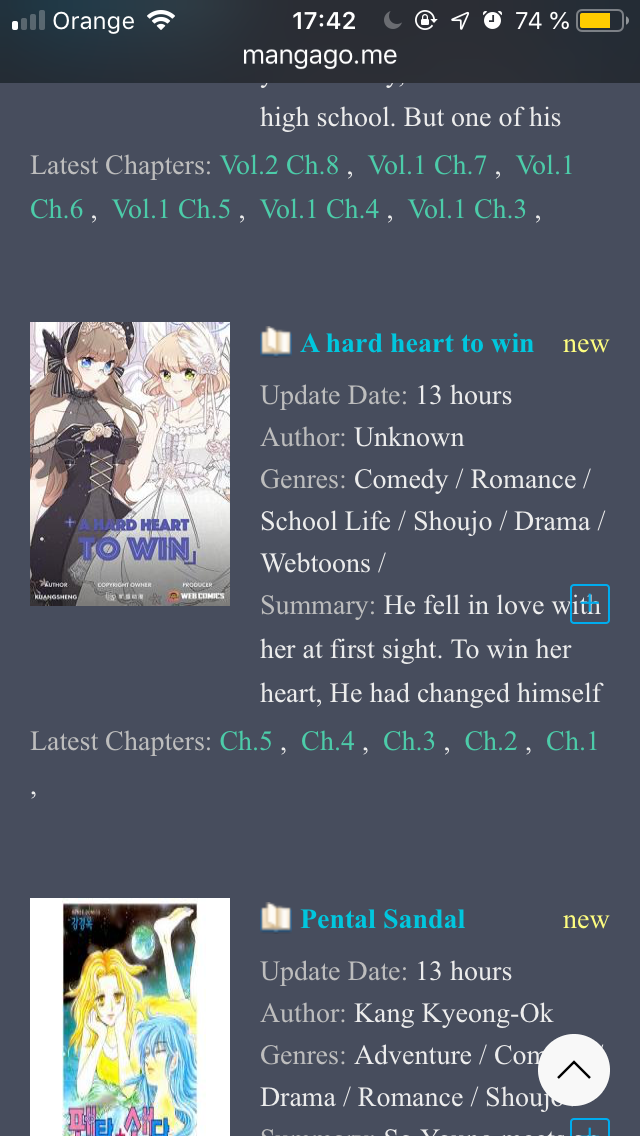 Orange 17:42 74 %
mangago.me
high school. But one of his
Latest Chapters: Vol.2 Ch.8 , Vol.1 Ch.7 , Vol.1
Ch.6 , Vol.1 Ch.5 , Vol.1 Ch.4 , Vol.1 Ch.3 ,
A HARD HEART
TO WIN
AUTHOR COPYRIGHT OWNER PRODUCER
KUANGSHENG WEB COMICS
A hard heart to win new
Update Date: 13 hours
Author: Unknown
Genres: Comedy / Romance /
School Life / Shoujo / Drama /
Webtoons /
Summary: He fell in love with
her at first sight. To win her
heart, He had changed himself
Latest Chapters: Ch.5 , Ch.4 , Ch.3 , Ch.2 , Ch.1
,
김경옥
Pental Sandal new
Update Date: 13 hours
Author: Kang Kyeong-Ok
Genres: Adventure / Com /
Drama / Romance / Shoujo